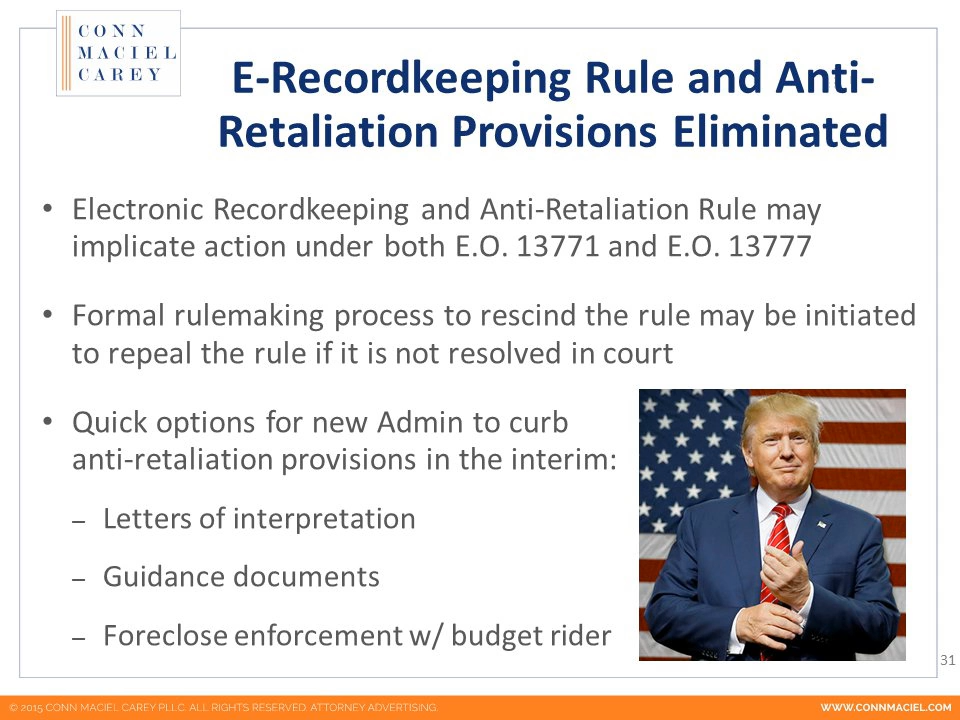 CONN
MACIEL
CAREY
E-Recordkeeping Rule and Anti-
Retaliation Provisions Eliminated
• Electronic Recordkeeping and Anti-Retaliation Rule may
implicate action under both E.O. 13771 and E.O. 13777
• Formal rulemaking process to rescind the rule may be initiated
to repeal the rule if it is not resolved in court
• Quick options for new Admin to curb
anti-retaliation provisions in the interim:
– Letters of interpretation
– Guidance documents
– Foreclose enforcement w/ budget rider
31
© 2015 CONN MACIEL CAREY PLLC. ALL RIGHTS RESERVED. ATTORNEY ADVERTISING.
WWW.CONNMACIEL.COM